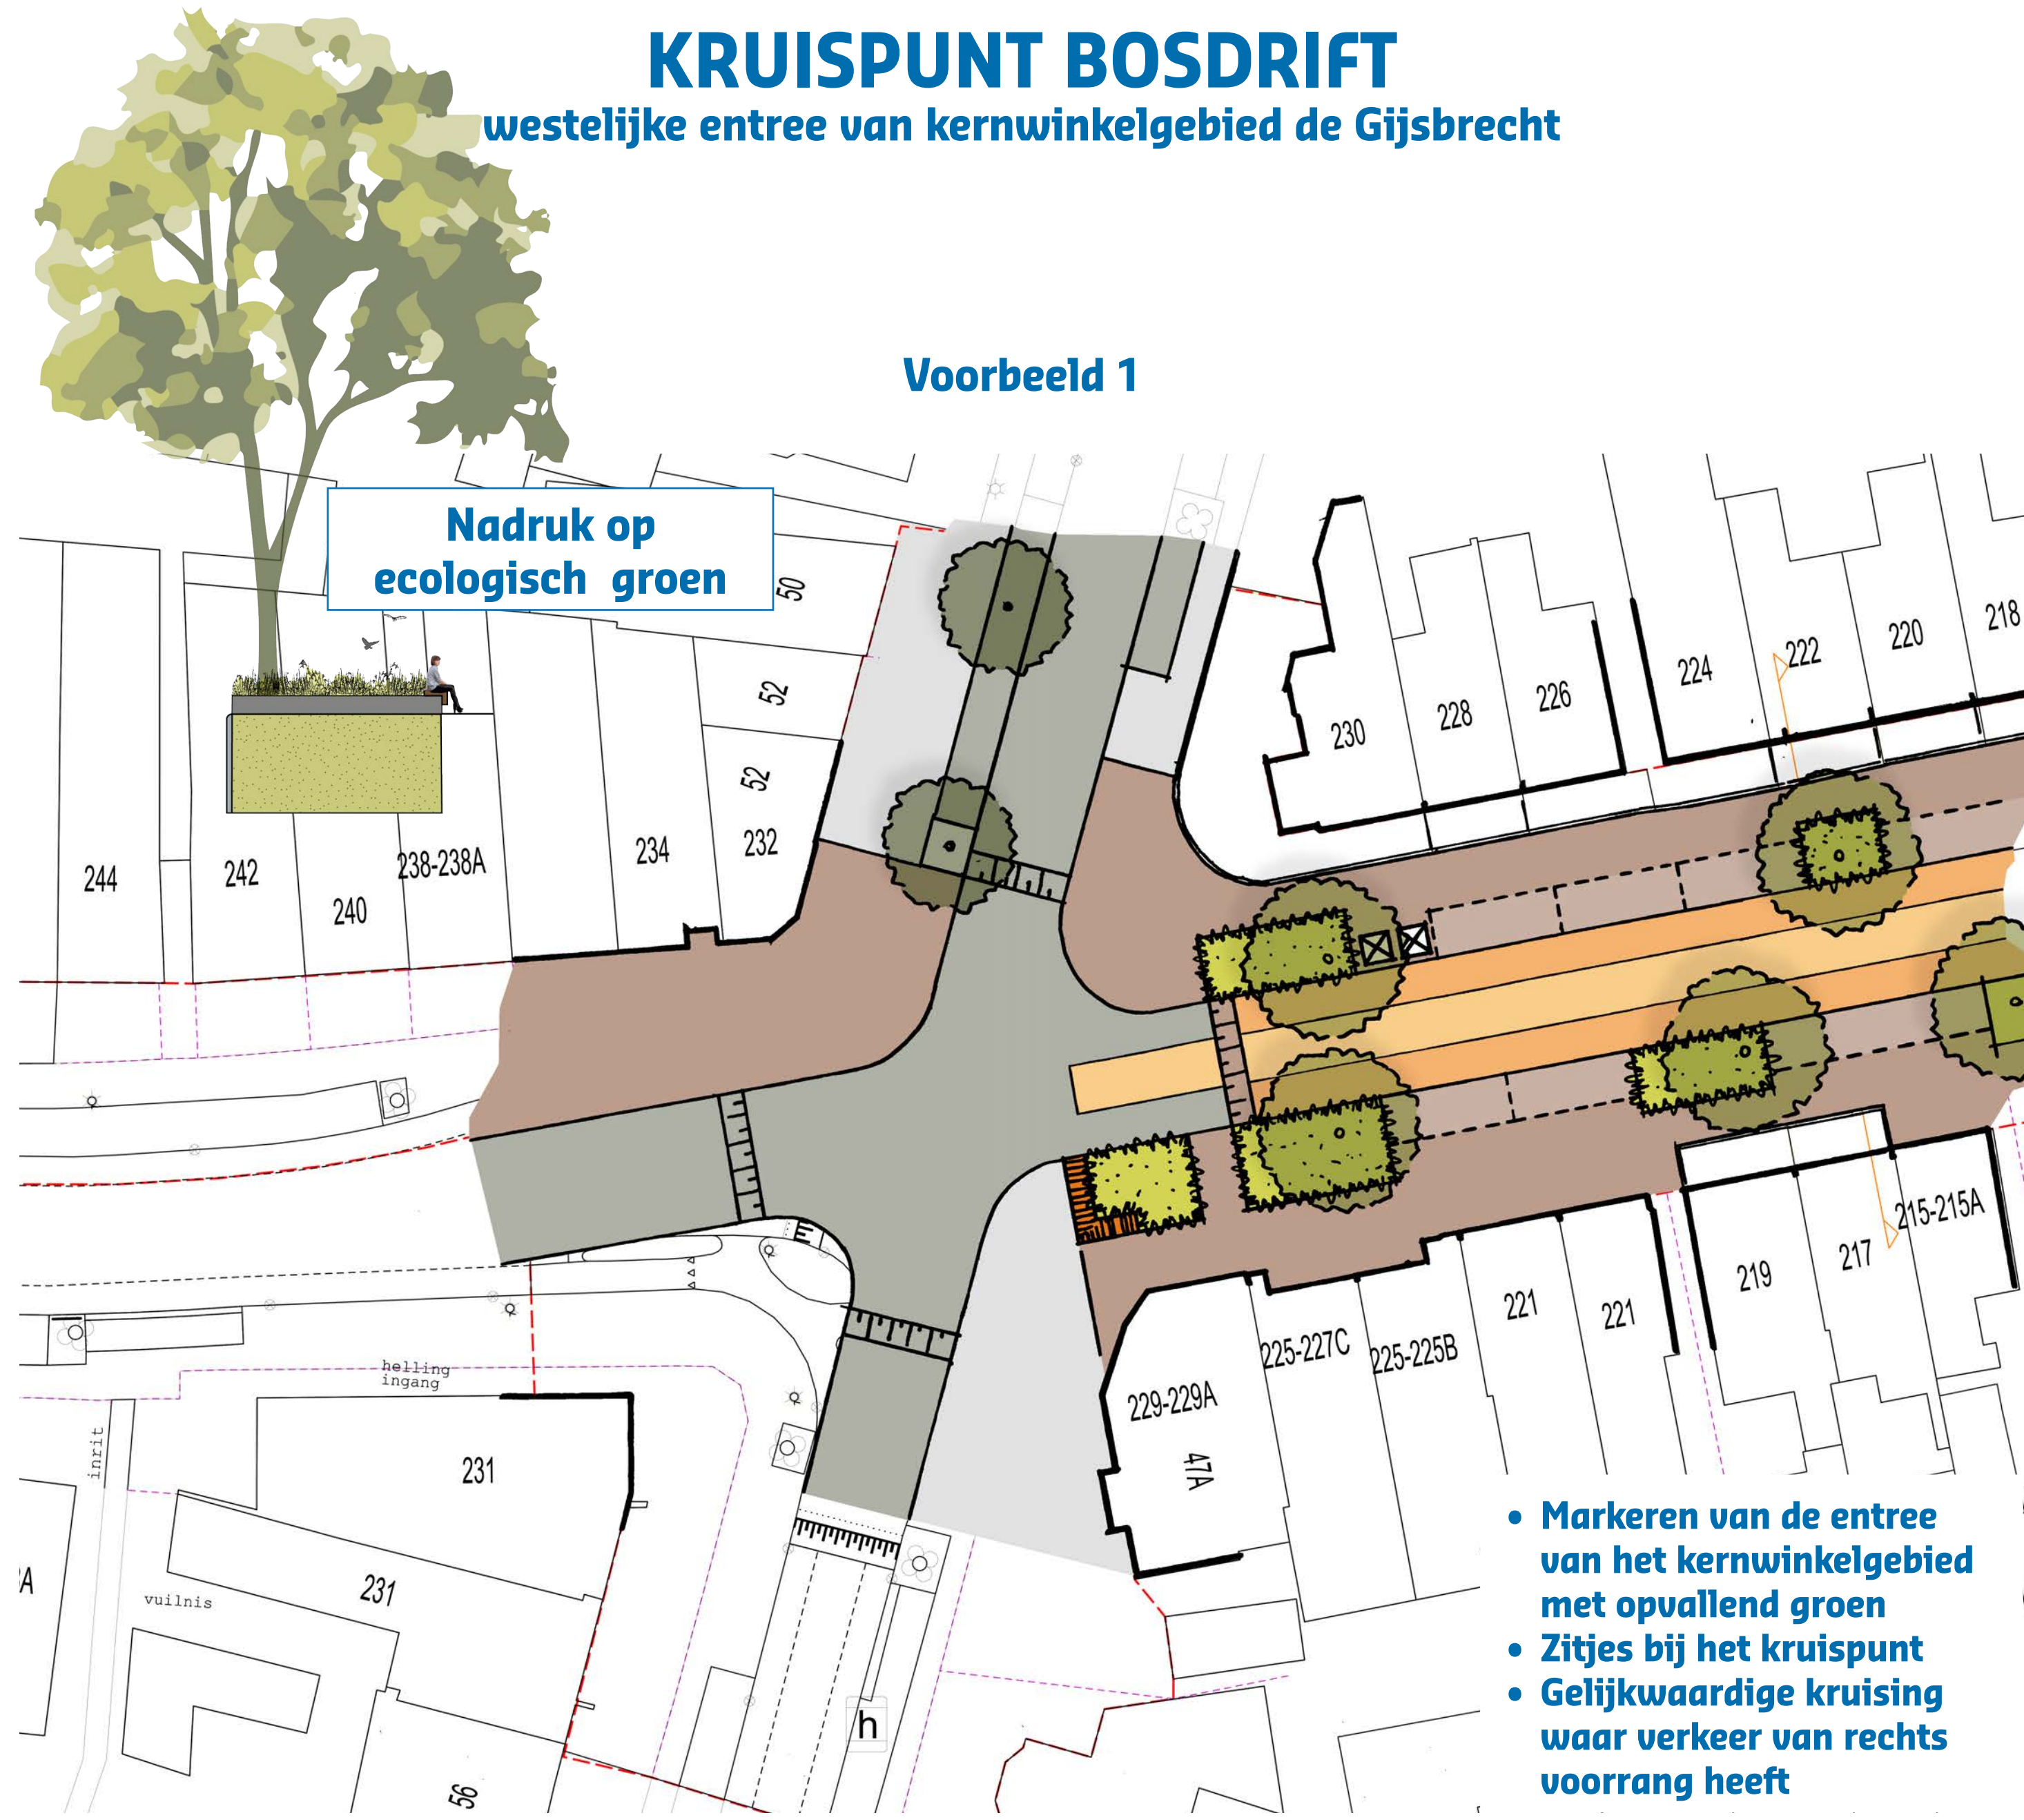 KRUISPUNT BOSDRIFT
westelijke entree van kernwinkelgebied de Gijsbrecht
Voorbeeld 1
Nadruk op
ecologisch groen
50
52
52
232
234
238-238A
240
242
244
230
228
226
224
222
220
218
215-215A
217
219
221
221
225-225B
225-227C
229-229A
47A
helling
ingang
inrit
231
231
vuilnis
A
56
h
• Markeren van de entree
van het kernwinkelgebied
met opvallend groen
• Zitjes bij het kruispunt
• Gelijkwaardige kruising
waar verkeer van rechts
voorrang heeft